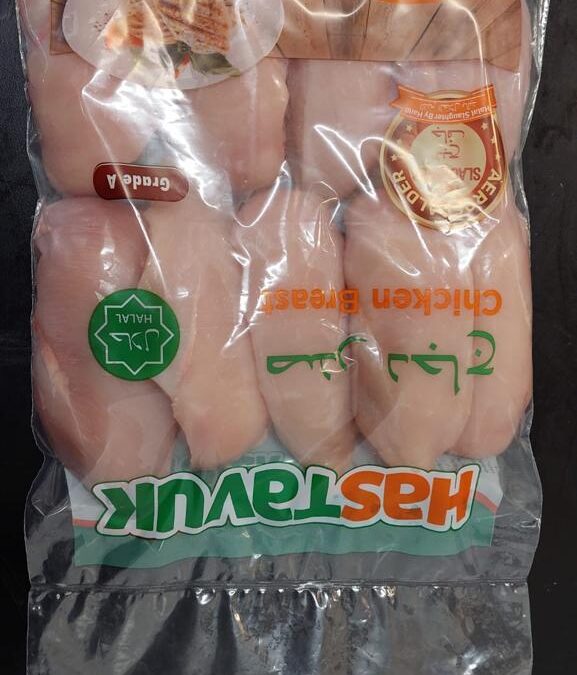 HasTavuk
صدر دجاج
Chicken Breast
حلال
HALAL
Halal Slaughter By Hand
Grade A